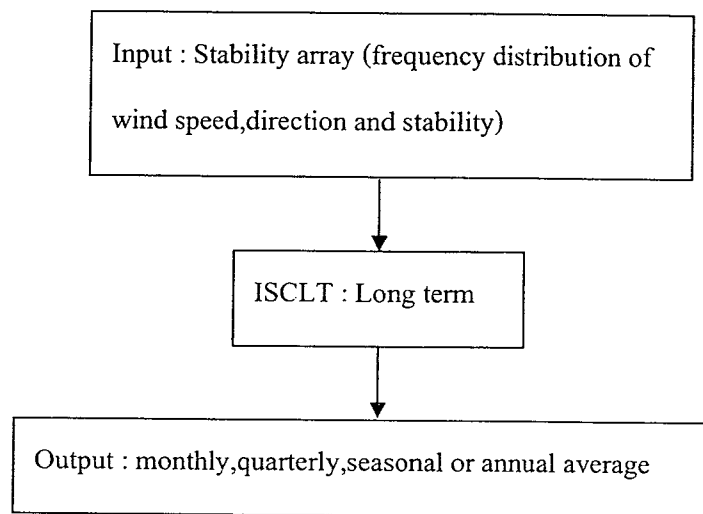 Input : Stability array (frequency distribution of
wind speed,direction and stability)
ISCLT : Long term
Output : monthly,quarterly,seasonal or annual average